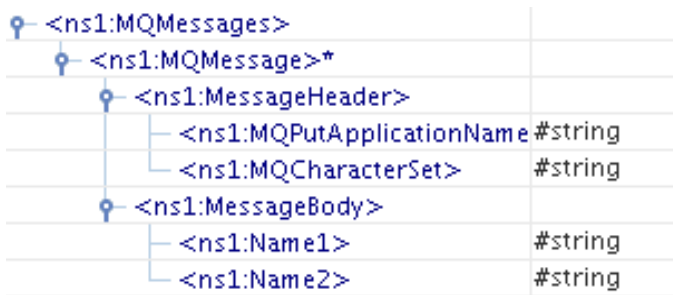 <ns1:MQMessages>
<ns1:MQMessage>*
<ns1:MessageHeader>
<ns1:MQPutApplicationName #string
<ns1:MQCharacterSet> #string
<ns1:MessageBody>
<ns1:Name1> #string
<ns1:Name2> #string